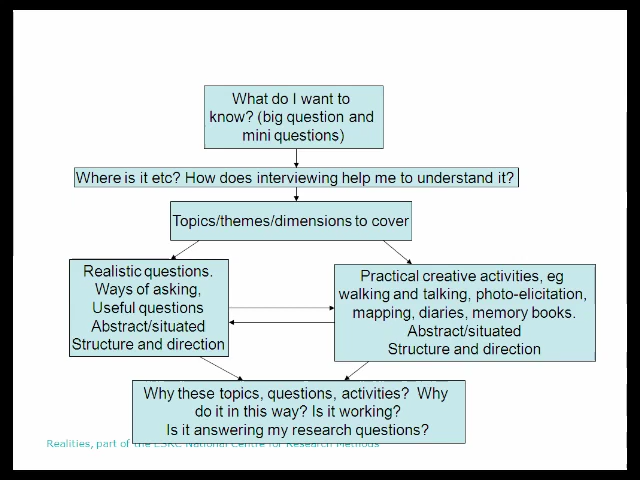 What do I want to
know? (big question and
mini questions)
Where is it etc? How does interviewing help me to understand it?
Topics/themes/dimensions to cover
Realistic questions.
Ways of asking,
Useful questions
Abstract/situated
Structure and direction
Practical creative activities, eg
walking and talking, photo-elicitation,
mapping, diaries, memory books.
Abstract/situated
Structure and direction
Why these topics, questions, activities?  Why
do it in this way? Is it working?
Is it answering my research questions?
Realities, part of the ESRC National Centre for Research Methods